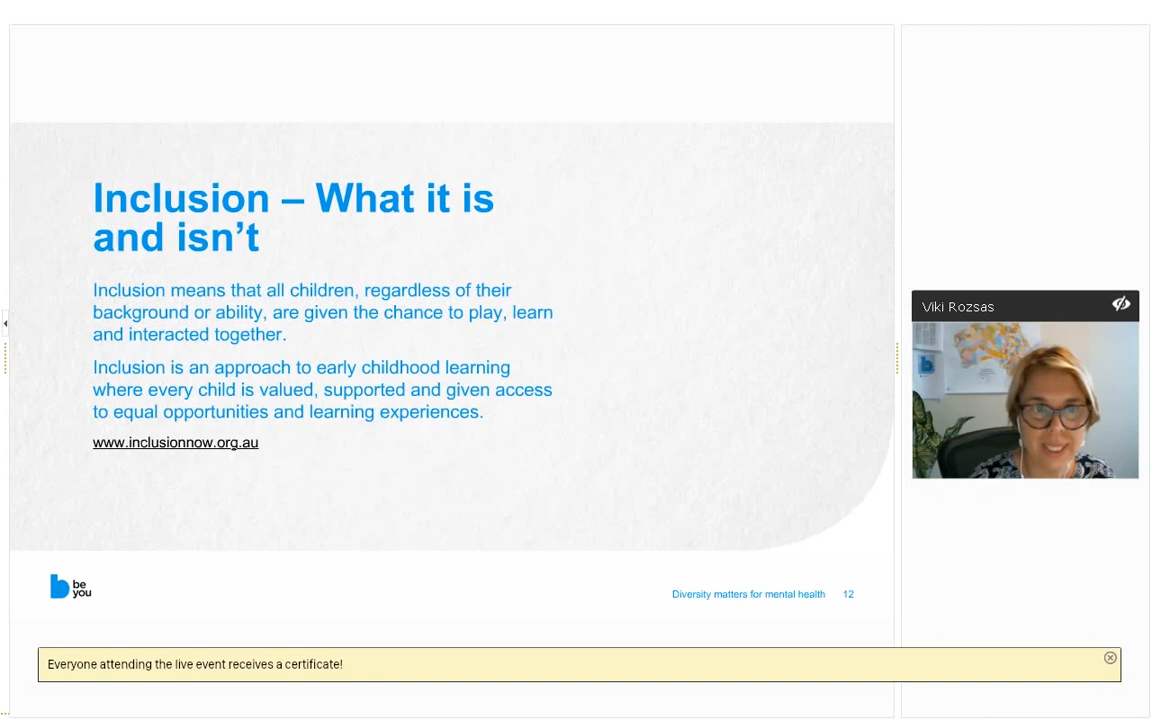 Inclusion – What it is
and isn't
Inclusion means that all children, regardless of their
background or ability, are given the chance to play, learn
and interacted together.
Inclusion is an approach to early childhood learning
where every child is valued, supported and given access
to equal opportunities and learning experiences.
www.inclusionnow.org.au
Viki Rozsas
be
you
Diversity matters for mental health 12
Everyone attending the live event receives a certificate!